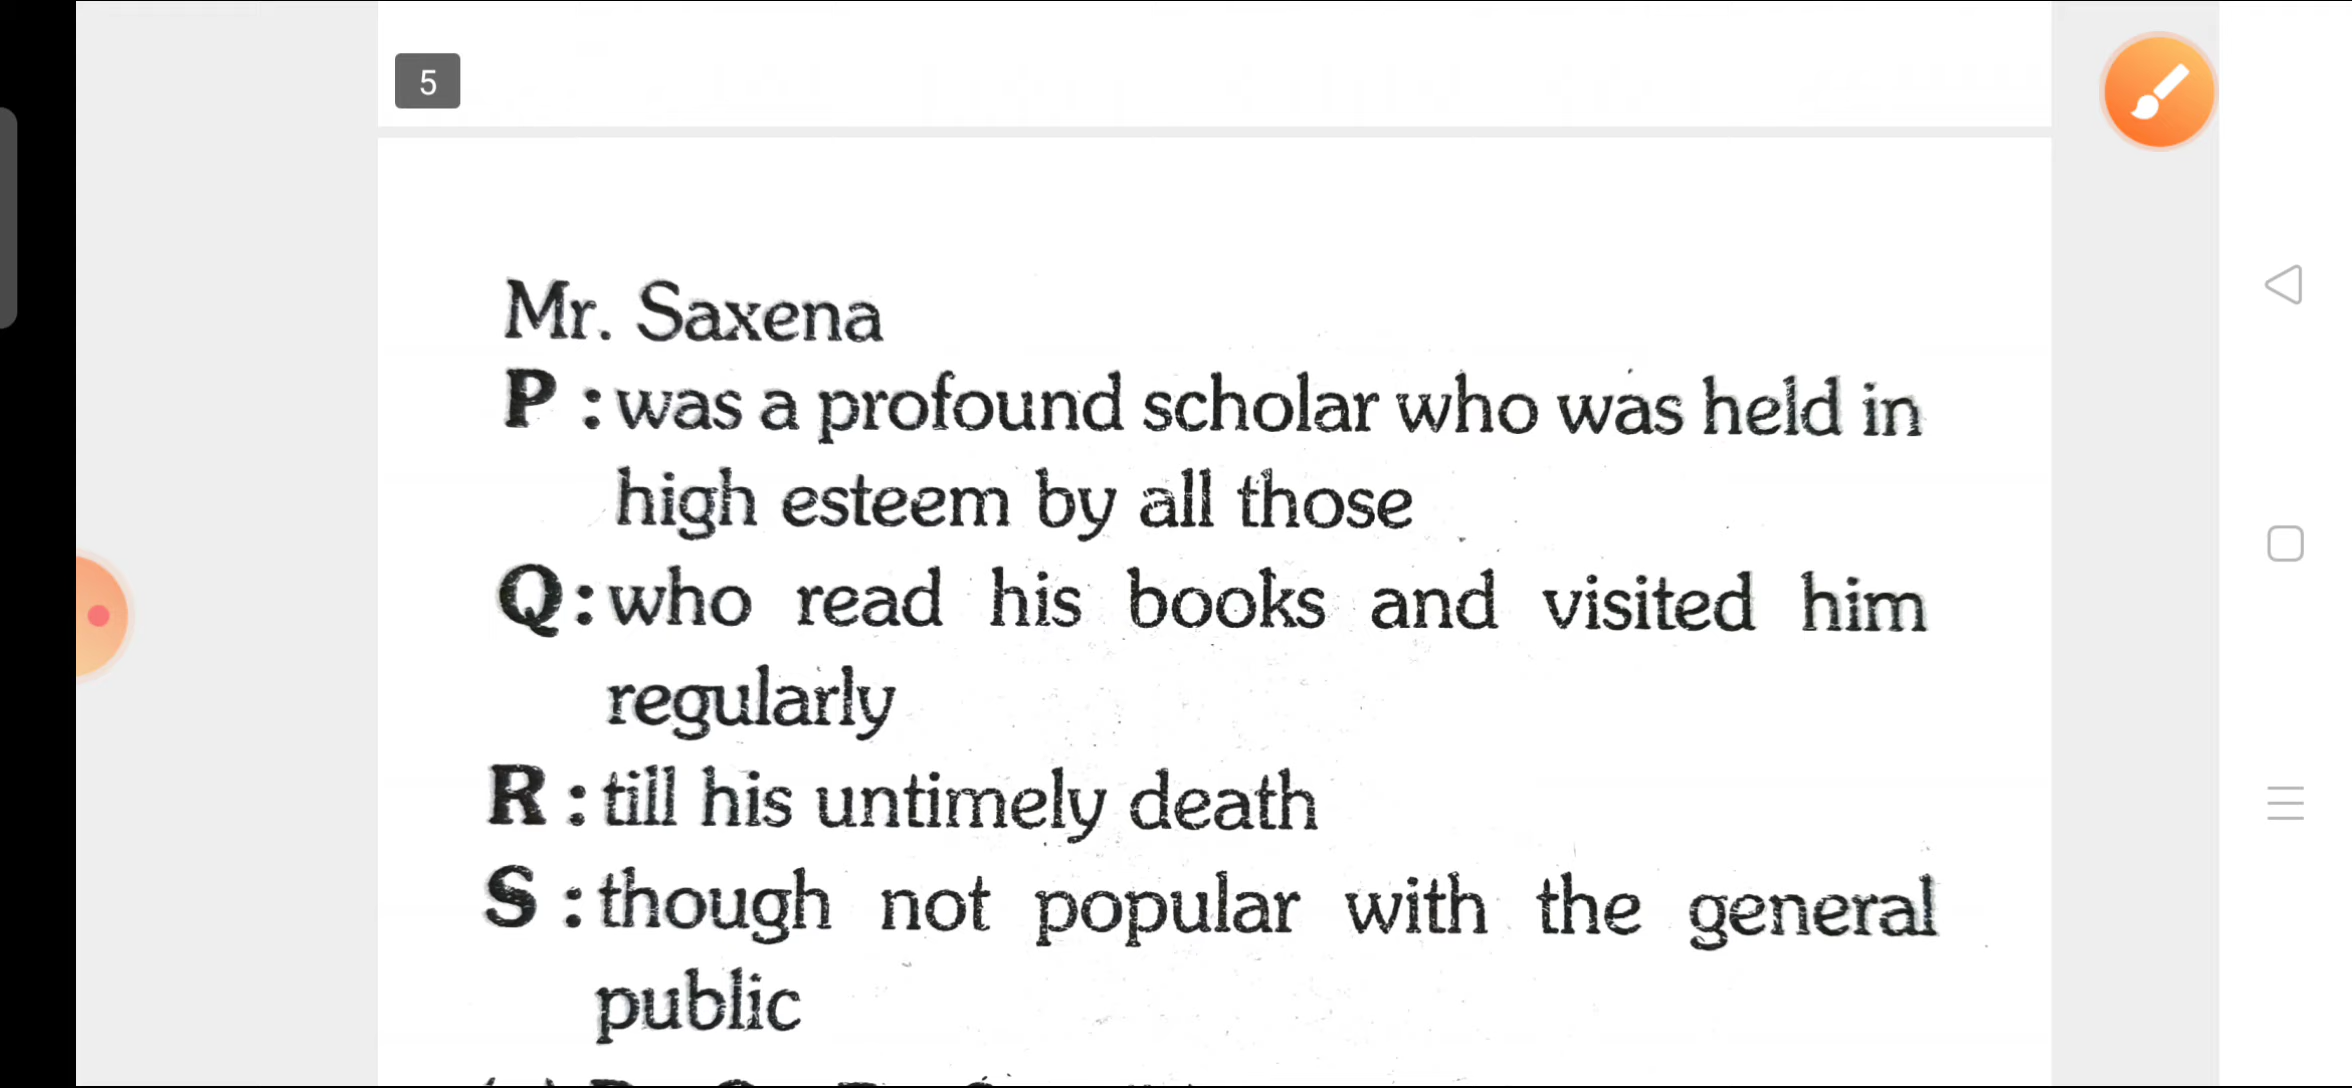 5
Mr. Saxena
P : was a profound scholar who was held in
high esteem by all those
Q : who read his books and visited him
regularly
R : till his untimely death
S : though not popular with the general
public